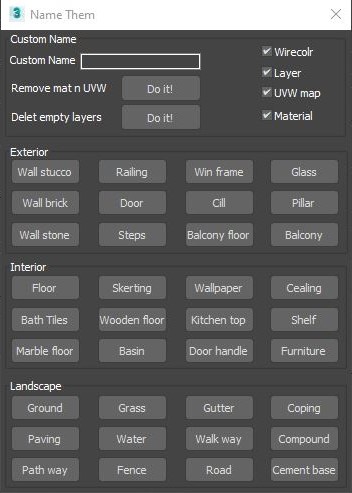 3 Name Them
Custom Name
Custom Name
Wirecolr
Layer
Remove mat n UVW Do it! UVW map
Delet empty layers Do it! Material
Exterior
Wall stucco Railing Win frame Glass
Wall brick Door Cill Pillar
Wall stone Steps Balcony floor Balcony
Interior
Floor Skerting Wallpaper Cealing
Bath Tiles Wooden floor Kitchen top Shelf
Marble floor Basin Door handle Furniture
Landscape
Ground Grass Gutter Coping
Paving Water Walk way Compound
Path way Fence Road Cement base